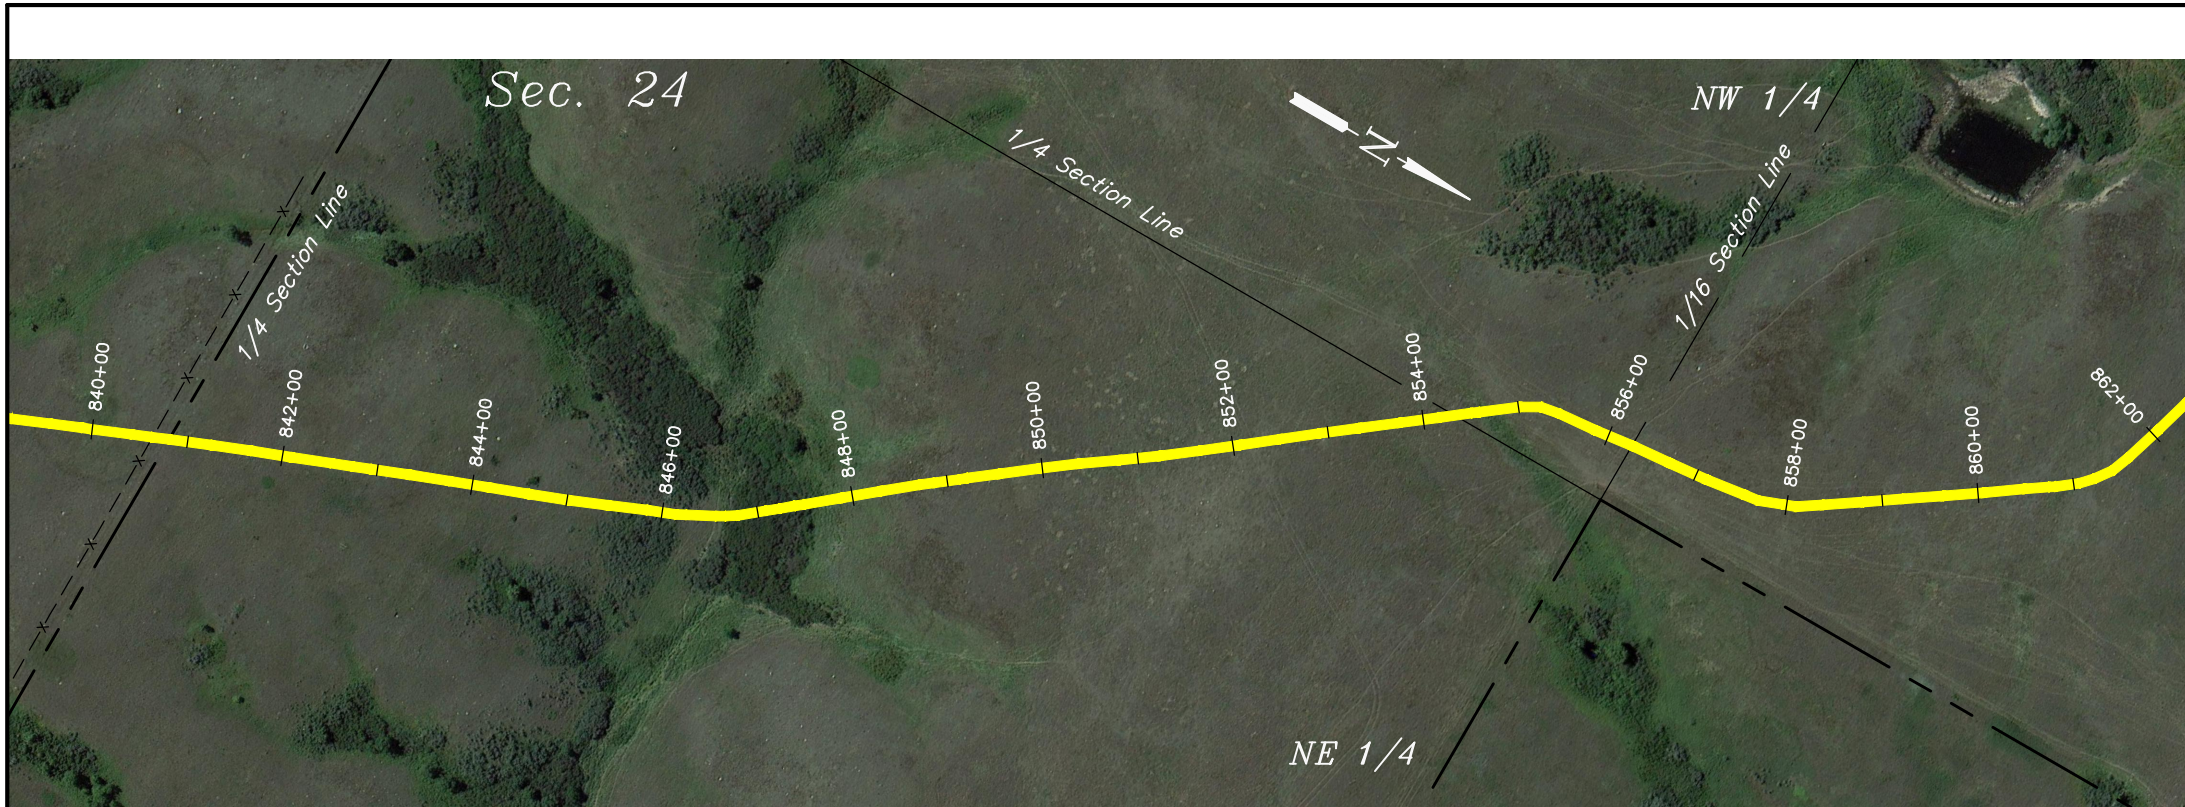 Sec. 24
NW 1/4
N
1/4 Section Line
1/4 Section Line
1/16 Section Line
840+00
842+00
844+00
846+00
848+00
850+00
852+00
854+00
856+00
858+00
860+00
862+00
NE 1/4